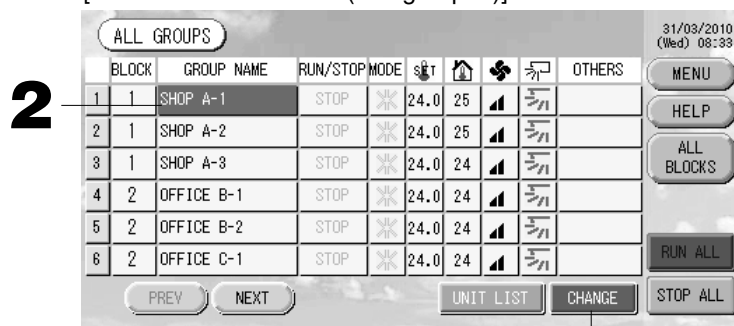 ALL GROUPS
31/03/2010
(Wed) 08:33
BLOCK GROUP NAME RUN/STOP MODE SET OTHERS
MENU
2
1 1 SHOP A-1 STOP 24.0 25
HELP
2 1 SHOP A-2 STOP 24.0 25
ALL
BLOCKS
3 1 SHOP A-3 STOP 24.0 24
4 2 OFFICE B-1 STOP 24.0 24
5 2 OFFICE B-2 STOP 24.0 24
6 2 OFFICE C-1 STOP 24.0 24
RUN ALL
PREV NEXT UNIT LIST CHANGE STOP ALL